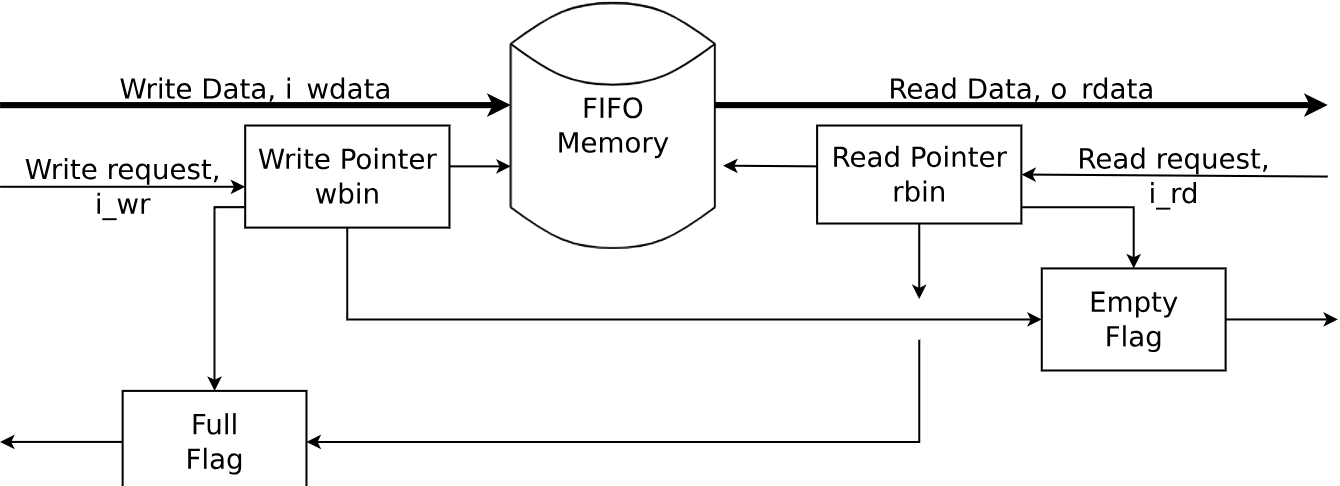 Write Data, i_wdata
FIFO
Memory
Read Data, o_rdata
Write request,
i_wr
Write Pointer
wbin
Read Pointer
rbin
Read request,
i_rd
Empty
Flag
Full
Flag